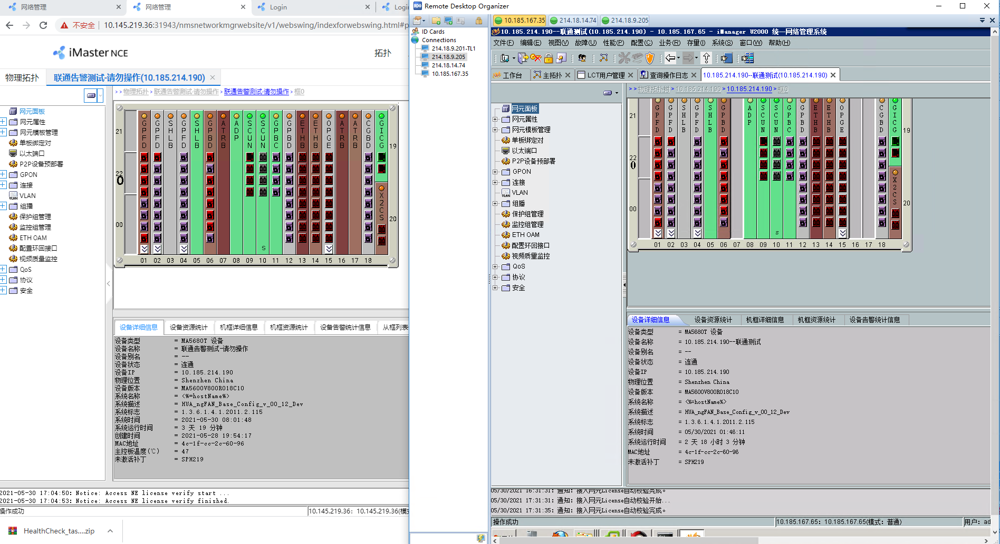 网络管理
网络管理
Login
Login
不安全
10.145.219.36:31943/nmsnetworkmgrwebsite/v1/webswing/indexforwebswing.html#p
iMaster NCE
拓扑
物理拓扑
联通告警测试-请勿操作(10.185.214.190)
>>物理拓扑>联通告警测试-请勿操作>联通告警测试-请勿操作>框0
网元面板
网元属性
网元模板管理
单板绑定对
以太端口
P2P设备预部署
GPON
连接
VLAN
组播
保护组管理
监控组管理
ETH OAM
配置环回接口
视频质量监控
QoS
协议
安全
21
22
0
00
GPFD
GPFD
SHLB
GPFD
SHLB
GPBD
ATRB
ADP
SCUN
SCUN
GPBC
GPBD
ETHB
ETHB
OPGE
ATRB
ATRB
CGBD
GICG
X2CS
19
20
S
01 02 03 04 05 06 07 08 09 10 11 12 13 14 15 16 17 18
设备详细信息
设备资源统计
机框详细信息
机框资源统计
设备告警统计信息
从框列表
设备类型 = MA5680T 设备
设备名称 = 联通告警测试-请勿操作
设备别名 = --
设备状态 = 连通
设备IP = 10.185.214.190
物理位置 = Shenzhen China
设备版本 = MA5600V800R018C10
系统名称 = <%=hostName%>
系统描述 = HUA_ngFAN_Base_Config_v_00_12_Dev
系统标志 = 1.3.6.1.4.1.2011.2.115
系统时间 = 2021-05-30 08:01:48
系统运行时间 = 3 天 19 分钟
创建时间 = 2021-05-28 19:54:17
MAC地址 = 4c-1f-cc-2c-60-96
主控板温度(℃) = 47
未激活补丁 = SPH219
2021-05-30 17:04:50: Notice: Access NE license verify start ...
2021-05-30 17:04:53: Notice: Access NE license verify finished.
操作成功
10.145.219.36: 10.145.219.36(模
HealthCheck_tas....zip
RDO
Remote Desktop Organizer
ID Cards
Connections
214.18.9.201-TL1
214.18.9.205
214.18.14.74
10.185.167.35
10.185.167.35
214.18.14.74
214.18.9.205
10.185.214.190--联通测试(10.185.214.190) - 10.185.167.65 - iManager U2000 统一网络管理系统
文件(F) 编辑(E) 视图(V) 故障(U) 性能(P) 配置(C) 业务(R) 存量(I) 系统(S) 窗口(W) 帮助(H)
工作台
主拓扑
LCT用户管理
查询操作日志
10.185.214.190--联通测试(10.185.214.190)
>>物理拓扑树>10.185.214.190>10.185.214.190>框0
网元面板
网元属性
网元模板管理
单板绑定对
以太端口
P2P设备预部署
GPON
连接
VLAN
组播
保护组管理
监控组管理
ETH OAM
配置环回接口
视频质量监控
QoS
协议
安全
21
22
0
00
GPFD
GPFD
SHLB
GPFD
SHLB
GPBD
ADP
SCUN
SCUN
GPBC
GPBD
ETHB
ETHB
OPGE
CGBD
GICG
X2CS
19
20
S
01 02 03 04 05 06 07 08 09 10 11 12 13 14 15 16 17 18
设备详细信息
设备资源统计
机框详细信息
机框资源统计
设备告警统计信息
设备类型 = MA5680T 设备
设备名称 = 10.185.214.190--联通测试
设备别名 = --
设备状态 = 连通
设备IP = 10.185.214.190
物理位置 = Shenzhen China
设备版本 = MA5600V800R018C10
系统名称 = <%=hostName%>
系统描述 = HUA_ngFAN_Base_Config_v_00_12_Dev
系统标志 = 1.3.6.1.4.1.2011.2.115
系统时间 = 05/30/2021 01:46:11
系统运行时间 = 2 天 18 小时 3 分钟
MAC地址 = 4c-1f-cc-2c-60-96
未激活补丁 = SPH219
05/30/2021 16:31:31: 通知: 接入网元License自动校验完成。
05/30/2021 17:31:31: 通知: 接入网元License自动校验开始...
05/30/2021 17:31:35: 通知: 接入网元License自动校验完成。
操作成功
10.185.167.65: 10.185.167.65(模式: 普通)
用户: ad